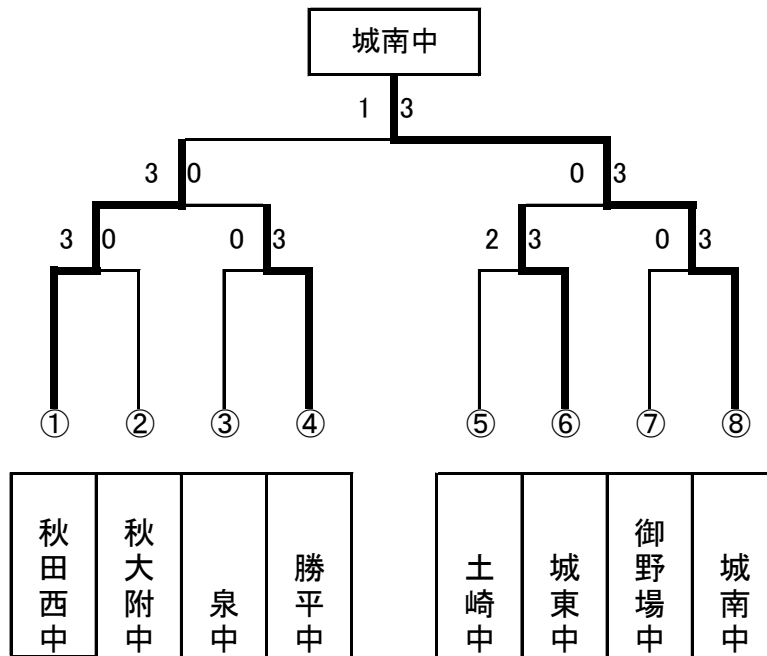 城南中
1 3
3 0 0 3
3 0 0 3 2 3 0 3
① ② ③ ④ ⑤ ⑥ ⑦ ⑧
秋田西中
秋大附中
泉中
勝平中
土崎中
城東中
御野場中
城南中